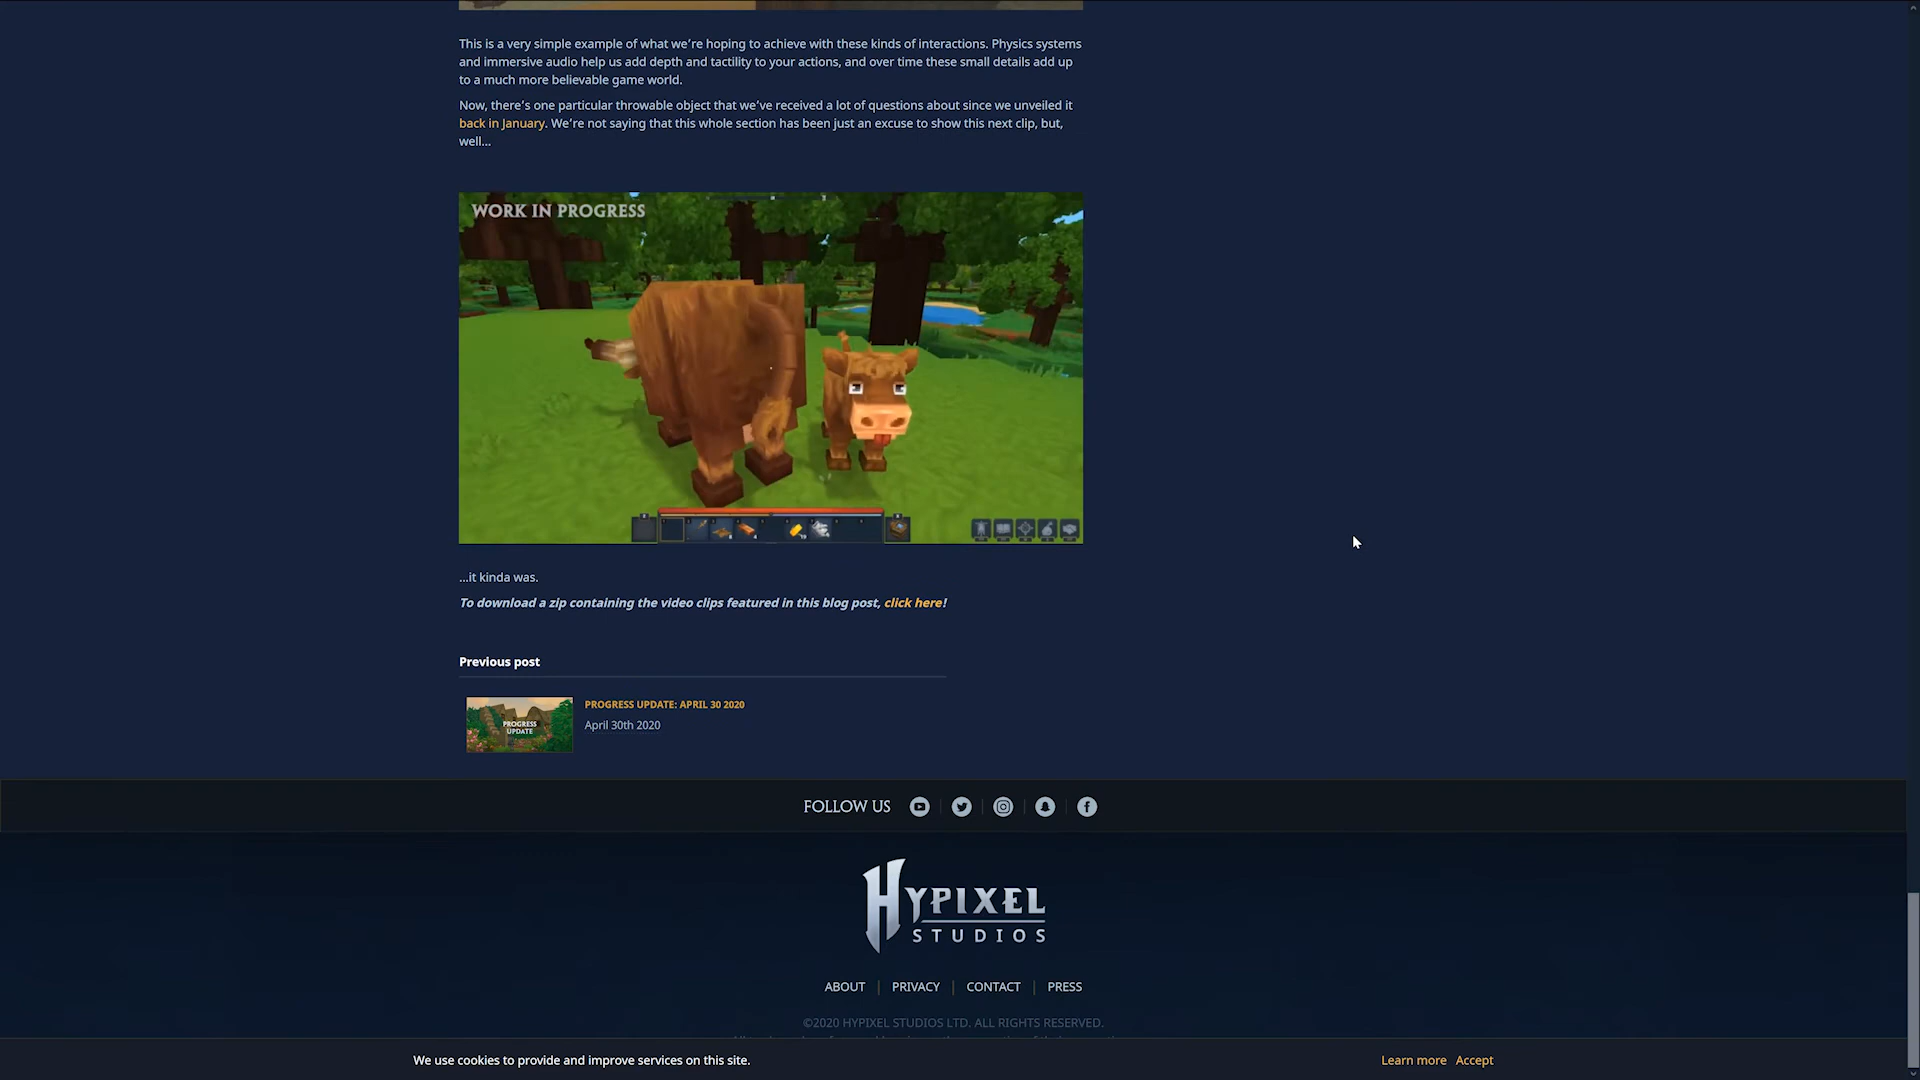 This is a very simple example of what we're hoping to achieve with these kinds of interactions. Physics systems
and immersive audio help us add depth and tactility to your actions, and over time these small details add up
to a much more believable game world.
Now, there's one particular throwable object that we've received a lot of questions about since we unveiled it
back in January. We're not saying that this whole section has been just an excuse to show this next clip, but,
well...
WORK IN PROGRESS
...it kinda was.
To download a zip containing the video clips featured in this blog post, click here!
Previous post
PROGRESS
UPDATE
PROGRESS UPDATE: APRIL 30 2020
April 30th 2020
FOLLOW US
HYPIXEL
STUDIOS
ABOUT | PRIVACY | CONTACT | PRESS
©2020 HYPIXEL STUDIOS LTD. ALL RIGHTS RESERVED.
We use cookies to provide and improve services on this site.
Learn more Accept